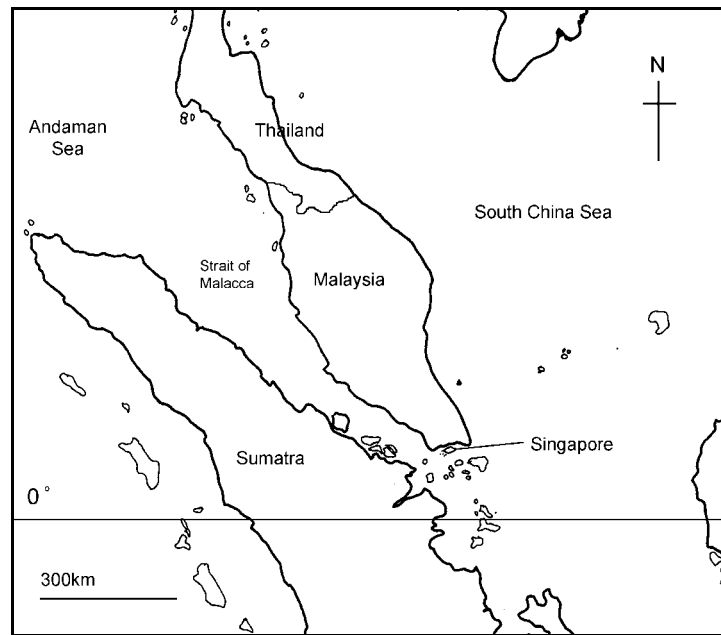 N
Andaman
Sea
Thailand
South China Sea
Strait of
Malacca
Malaysia
Sumatra
Singapore
0°
300km